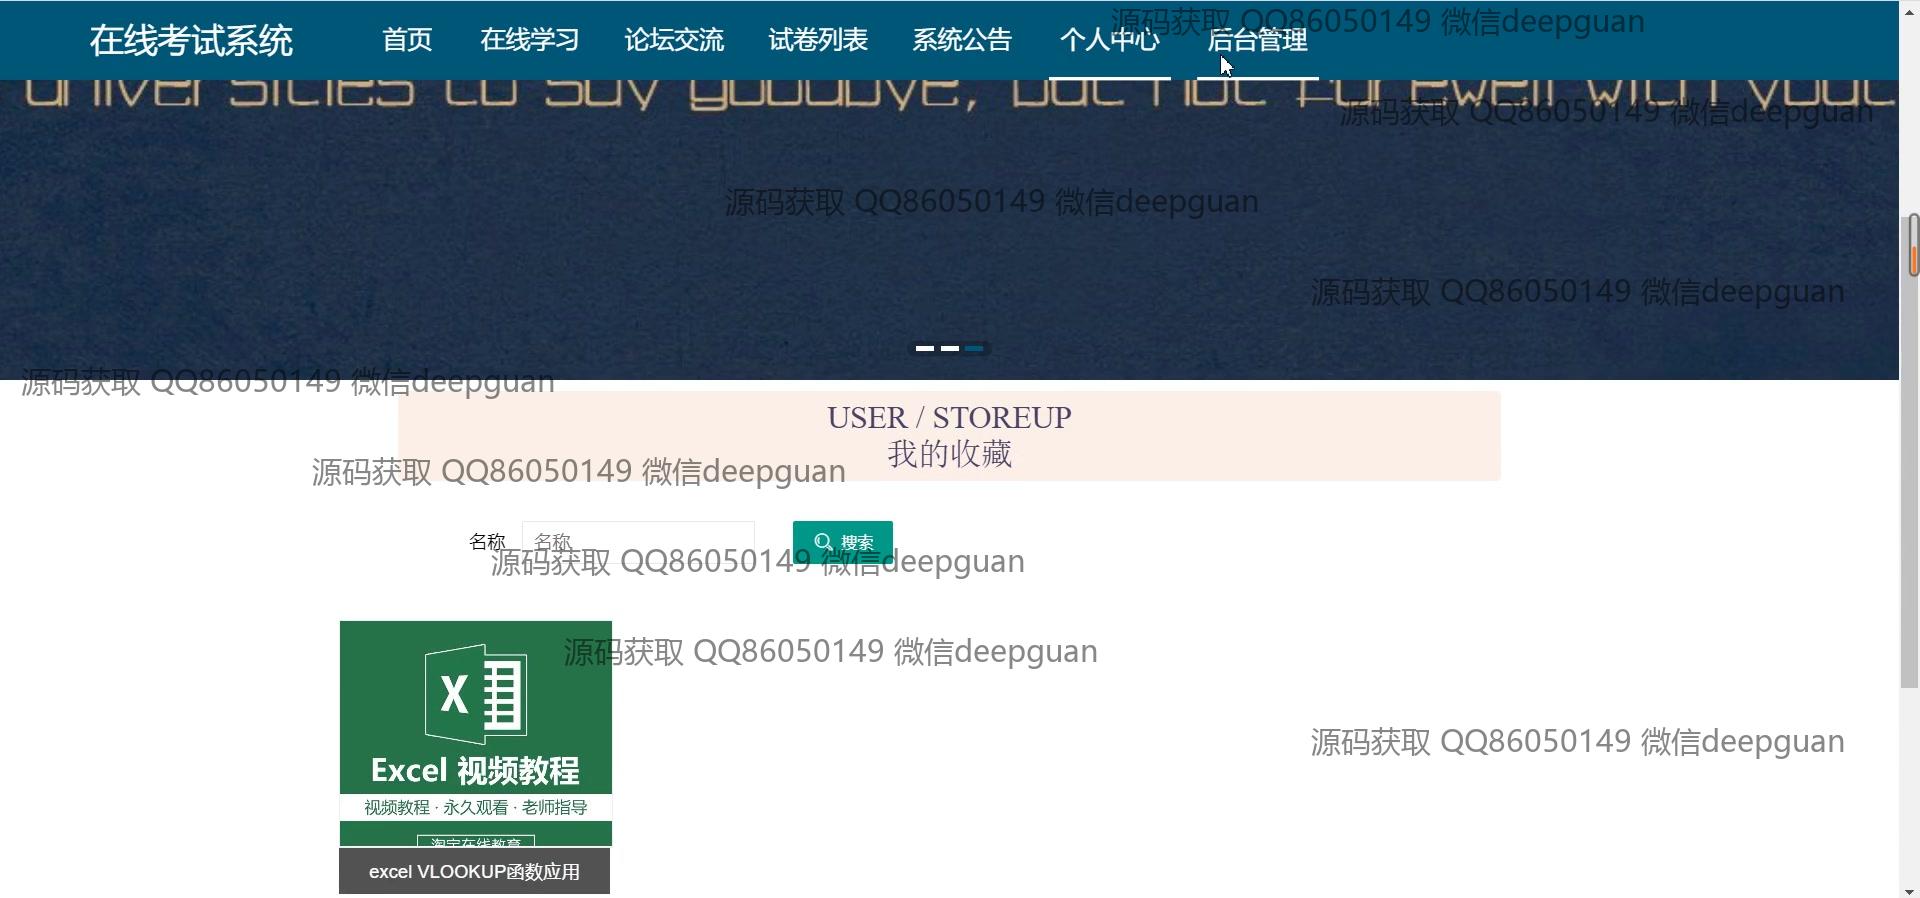 在线考试系统 首页 在线学习 论坛交流 试卷列表 系统公告 个人中心 后台管理
源码获取 QQ86050149 微信deepguan
universities to say goodbye, but not farewell with your
源码获取 QQ86050149 微信deepguan
源码获取 QQ86050149 微信deepguan
源码获取 QQ86050149 微信deepguan
源码获取 QQ86050149 微信deepguan
USER / STOREUP
我的收藏
源码获取 QQ86050149 微信deepguan
名称 名称 搜索
源码获取 QQ86050149 微信deepguan
源码获取 QQ86050149 微信deepguan
X
Excel 视频教程
源码获取 QQ86050149 微信deepguan
视频教程 · 永久观看 · 老师指导
淘宝在线教育
excel VLOOKUP函数应用